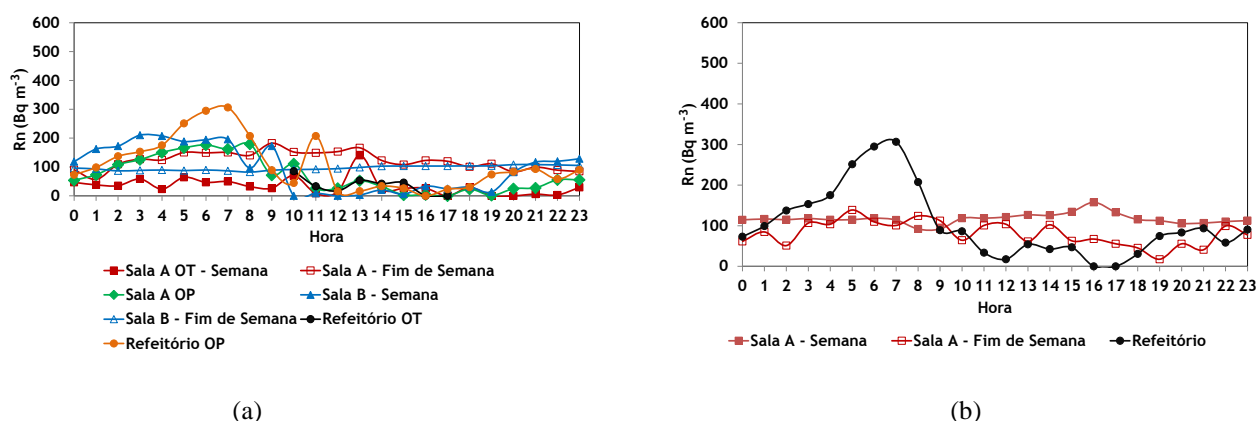 600
500
400
300
200
100
0
Rn (Bq m⁻³)
0 1 2 3 4 5 6 7 8 9 10 11 12 13 14 15 16 17 18 19 20 21 22 23
Hora
Sala A OT - Semana Sala A - Fim de Semana
Sala A OP Sala B - Semana
Sala B - Fim de Semana Refeitório OT
Refeitório OP
(a)
600
500
400
300
200
100
0
Rn (Bq m⁻³)
0 1 2 3 4 5 6 7 8 9 10 11 12 13 14 15 16 17 18 19 20 21 22 23
Hora
Sala A - Semana Sala A - Fim de Semana Refeitório
(b)